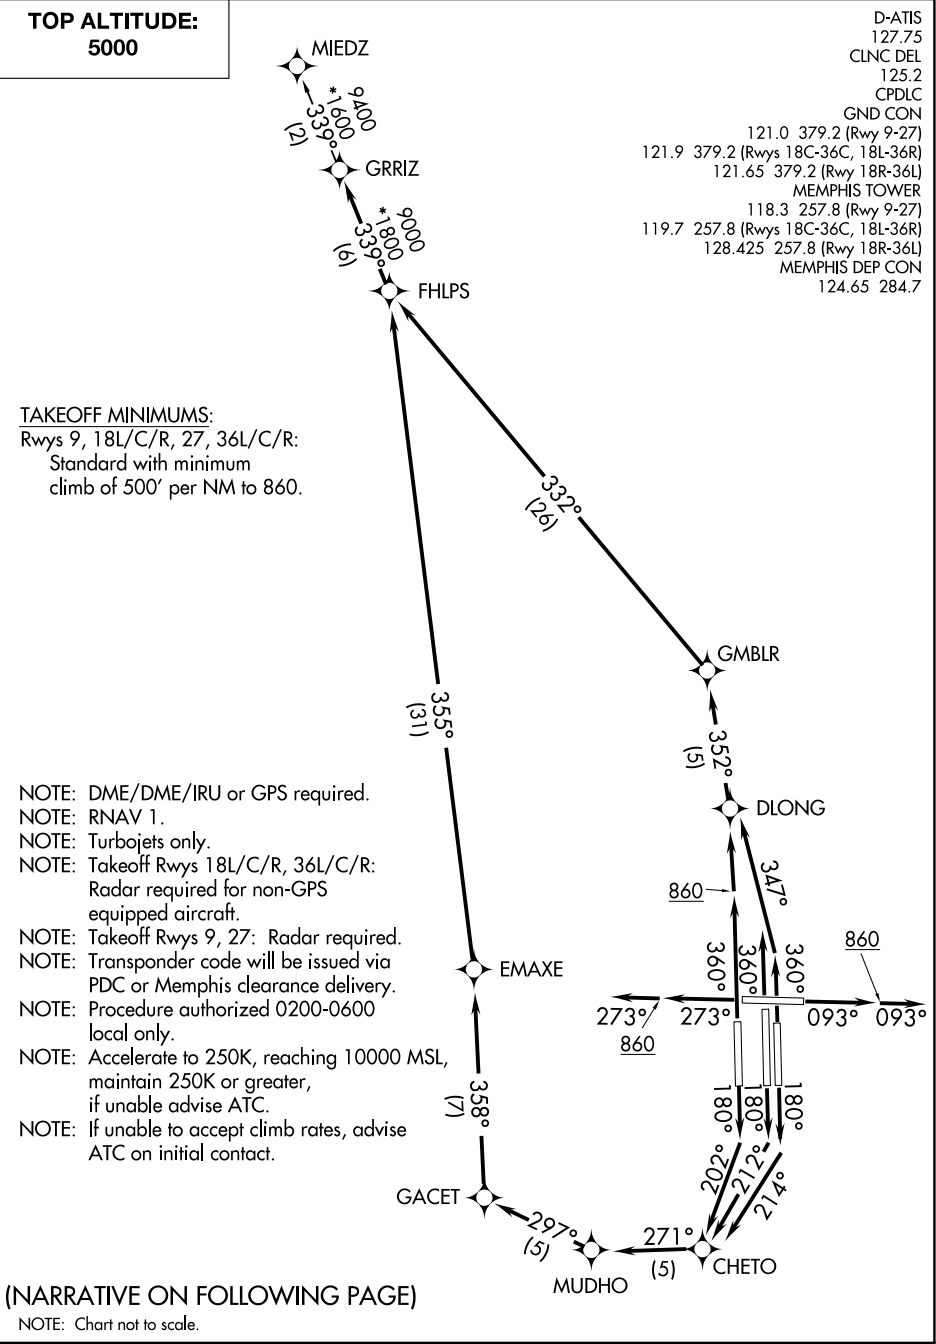 TOP ALTITUDE:
5000
D-ATIS
127.75
CLNC DEL
125.2
CPDLC
GND CON
121.0 379.2 (Rwy 9-27)
121.9 379.2 (Rwys 18C-36C, 18L-36R)
121.65 379.2 (Rwy 18R-36L)
MEMPHIS TOWER
118.3 257.8 (Rwy 9-27)
119.7 257.8 (Rwys 18C-36C, 18L-36R)
128.425 257.8 (Rwy 18R-36L)
MEMPHIS DEP CON
124.65 284.7
MIEDZ
9400
*1600
339°
(2)
GRRIZ
9000
*1800
339°
(6)
FHLPS
TAKEOFF MINIMUMS:
Rwys 9, 18L/C/R, 27, 36L/C/R:
Standard with minimum
climb of 500' per NM to 860.
332°
(26)
GMBLR
355°
(31)
352°
(5)
DLONG
347°
860
860
360°
360°
360°
EMAXE
273°
273°
093°
093°
860
NOTE: DME/DME/IRU or GPS required.
NOTE: RNAV 1.
NOTE: Turbojets only.
NOTE: Takeoff Rwys 18L/C/R, 36L/C/R:
Radar required for non-GPS
equipped aircraft.
NOTE: Takeoff Rwys 9, 27: Radar required.
NOTE: Transponder code will be issued via
PDC or Memphis clearance delivery.
NOTE: Procedure authorized 0200-0600
local only.
NOTE: Accelerate to 250K, reaching 10000 MSL,
maintain 250K or greater,
if unable advise ATC.
NOTE: If unable to accept climb rates, advise
ATC on initial contact.
358°
(7)
180°
180°
180°
202°
212°
214°
GACET
297°
(5)
271°
(5)
CHETO
MUDHO
(NARRATIVE ON FOLLOWING PAGE)
NOTE: Chart not to scale.